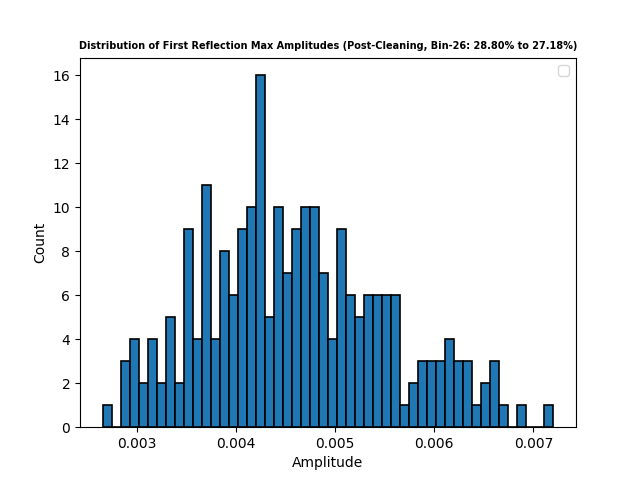 Distribution of First Reflection Max Amplitudes (Post-Cleaning, Bin-26: 28.80% to 27.18%)
16
14
12
10
8
6
4
2
0
Count
0.003 0.004 0.005 0.006 0.007
Amplitude